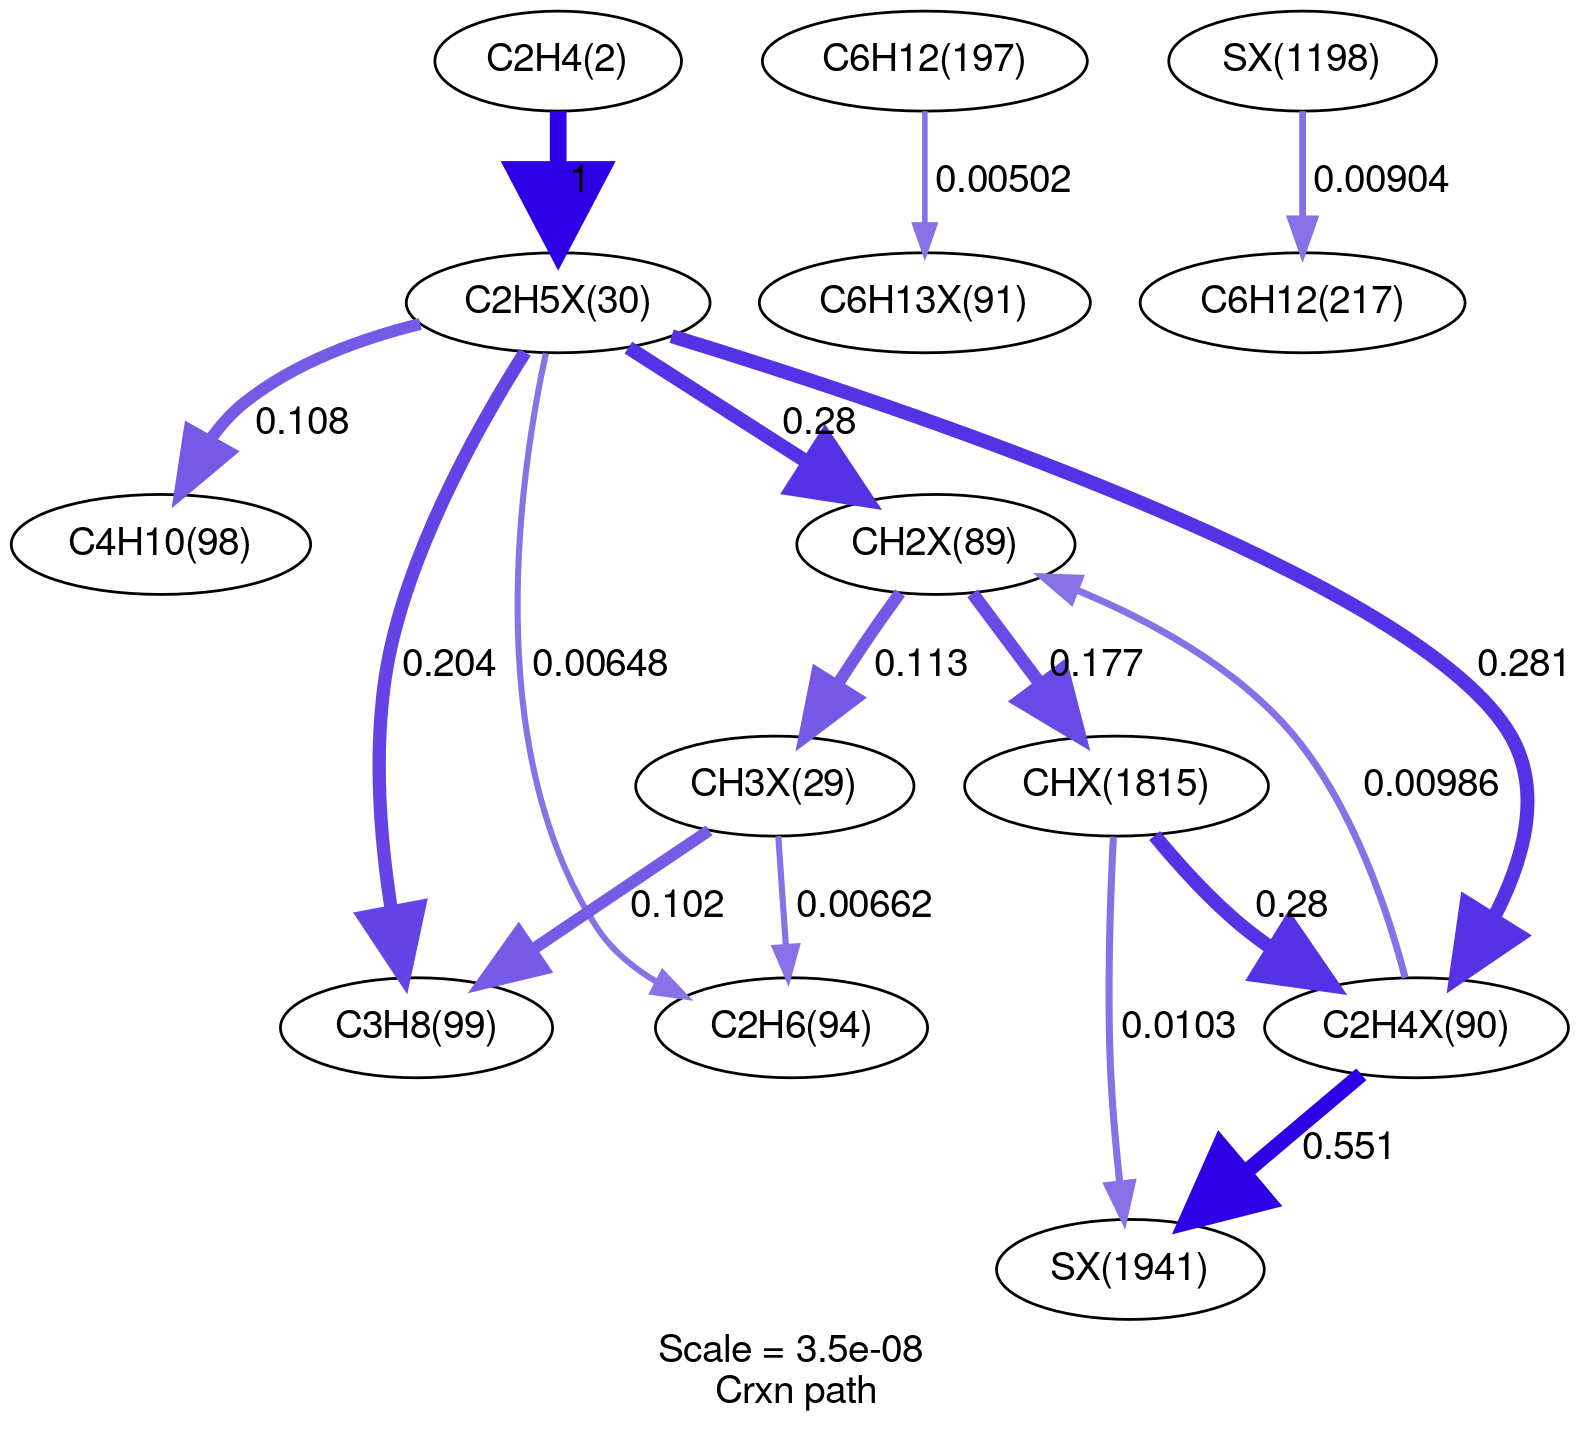 C2H4(2)
C6H12(197)
SX(1198)
1
0.00502
0.00904
C2H5X(30)
C6H13X(91)
C6H12(217)
0.108
0.28
C4H10(98)
CH2X(89)
0.204
0.00648
0.113
0.177
0.281
CH3X(29)
CHX(1815)
0.00986
0.102
0.00662
0.28
C3H8(99)
C2H6(94)
0.0103
C2H4X(90)
0.551
SX(1941)
Scale = 3.5e-08
Crxn path